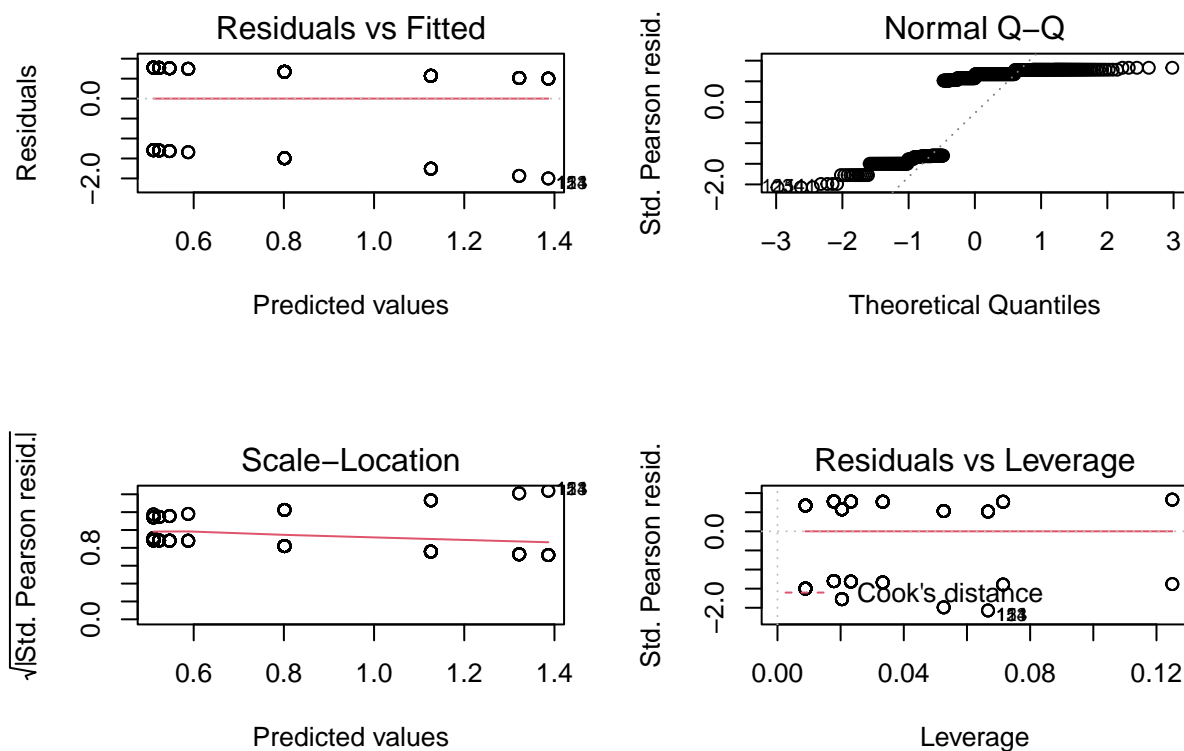 Residuals vs Fitted
Residuals
0.0
−2.0
0.6 0.8 1.0 1.2 1.4
Predicted values
Normal Q−Q
Std. Pearson resid.
0.0
−2.0
−3 −2 −1 0 1 2 3
Theoretical Quantiles
Scale−Location
√|Std. Pearson resid.|
0.8
0.0
0.6 0.8 1.0 1.2 1.4
Predicted values
Residuals vs Leverage
Std. Pearson resid.
0.0
−2.0
Cook's distance
0.00 0.04 0.08 0.12
Leverage